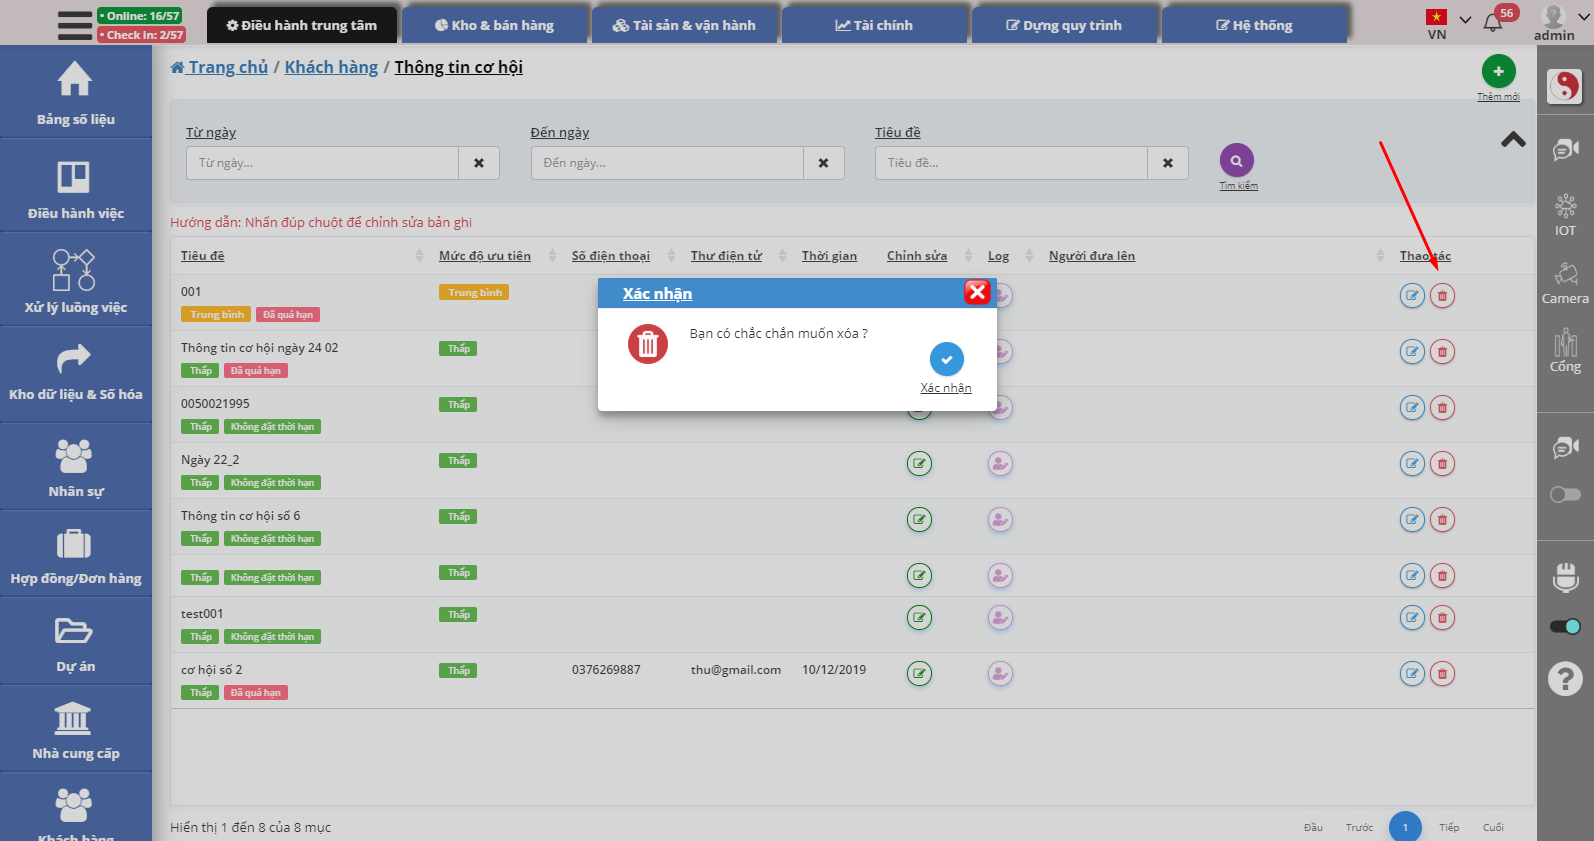 • Online: 16/57
• Check in: 2/57
Điều hành trung tâm
Kho & bán hàng
Tài sản & vận hành
Tài chính
Dựng quy trình
Hệ thống
VN
56
admin
Bảng số liệu
Điều hành việc
Xử lý luồng việc
Kho dữ liệu & Số hóa
Nhân sự
Hợp đồng/Đơn hàng
Dự án
Nhà cung cấp
Khách hàng
Trang chủ / Khách hàng / Thông tin cơ hội
Thêm mới
Từ ngày
Đến ngày
Tiêu đề
Từ ngày...
Đến ngày...
Tiêu đề...
Tìm kiếm
Hướng dẫn: Nhấn đúp chuột để chỉnh sửa bản ghi
Tiêu đề Mức độ ưu tiên Số điện thoại Thư điện tử Thời gian Chỉnh sửa Log Người đưa lên Thao tác
001 Trung bình
Trung bình Đã quá hạn
Thông tin cơ hội ngày 24 02 Thấp
Thấp Đã quá hạn
0050021995 Thấp
Thấp Không đặt thời hạn
Ngày 22_2 Thấp
Thấp Không đặt thời hạn
Thông tin cơ hội số 6 Thấp
Thấp Không đặt thời hạn
Thấp
Thấp Không đặt thời hạn
test001 Thấp
Thấp Không đặt thời hạn
cơ hội số 2 Thấp 0376269887 thu@gmail.com 10/12/2019
Thấp Đã quá hạn
Xác nhận
Bạn có chắc chắn muốn xóa ?
Xác nhận
Hiển thị 1 đến 8 của 8 mục
Đầu Trước 1 Tiếp Cuối
IOT
Camera
Cổng